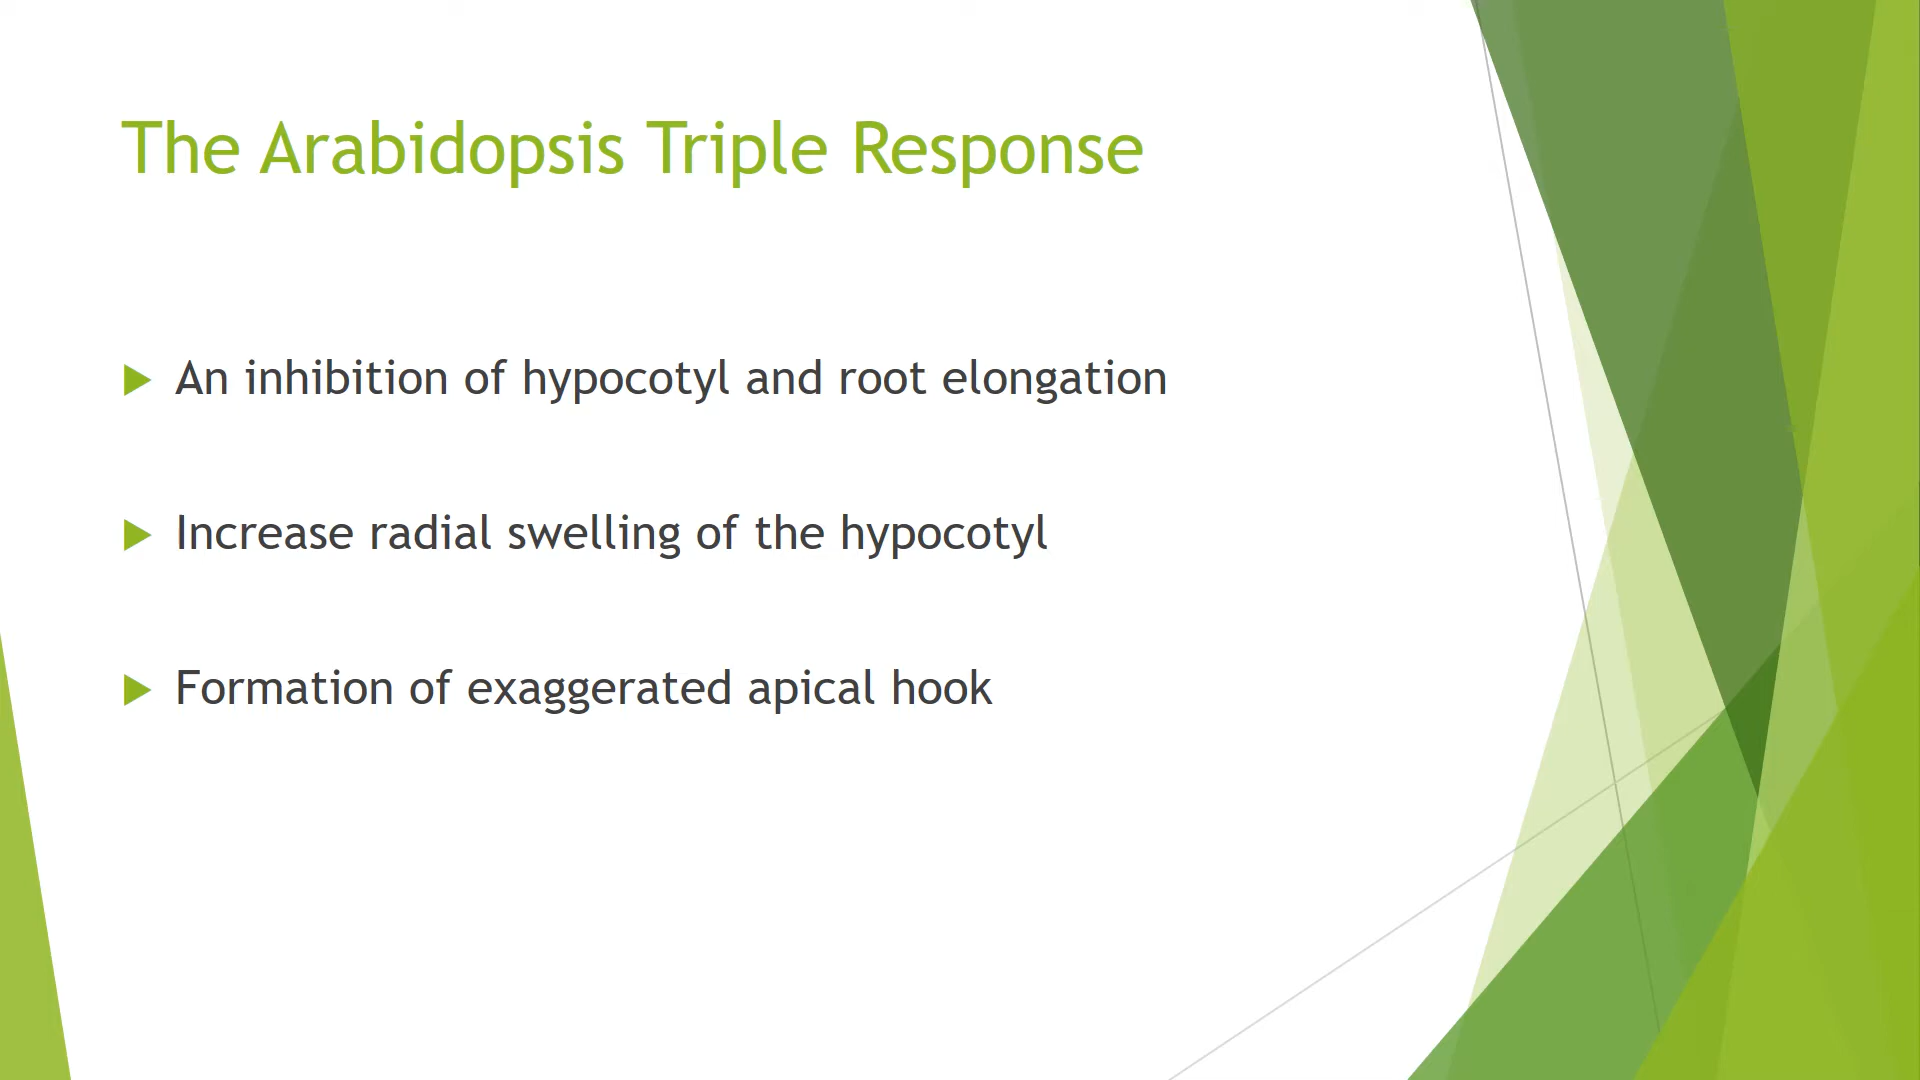 The Arabidopsis Triple Response
An inhibition of hypocotyl and root elongation
Increase radial swelling of the hypocotyl
Formation of exaggerated apical hook